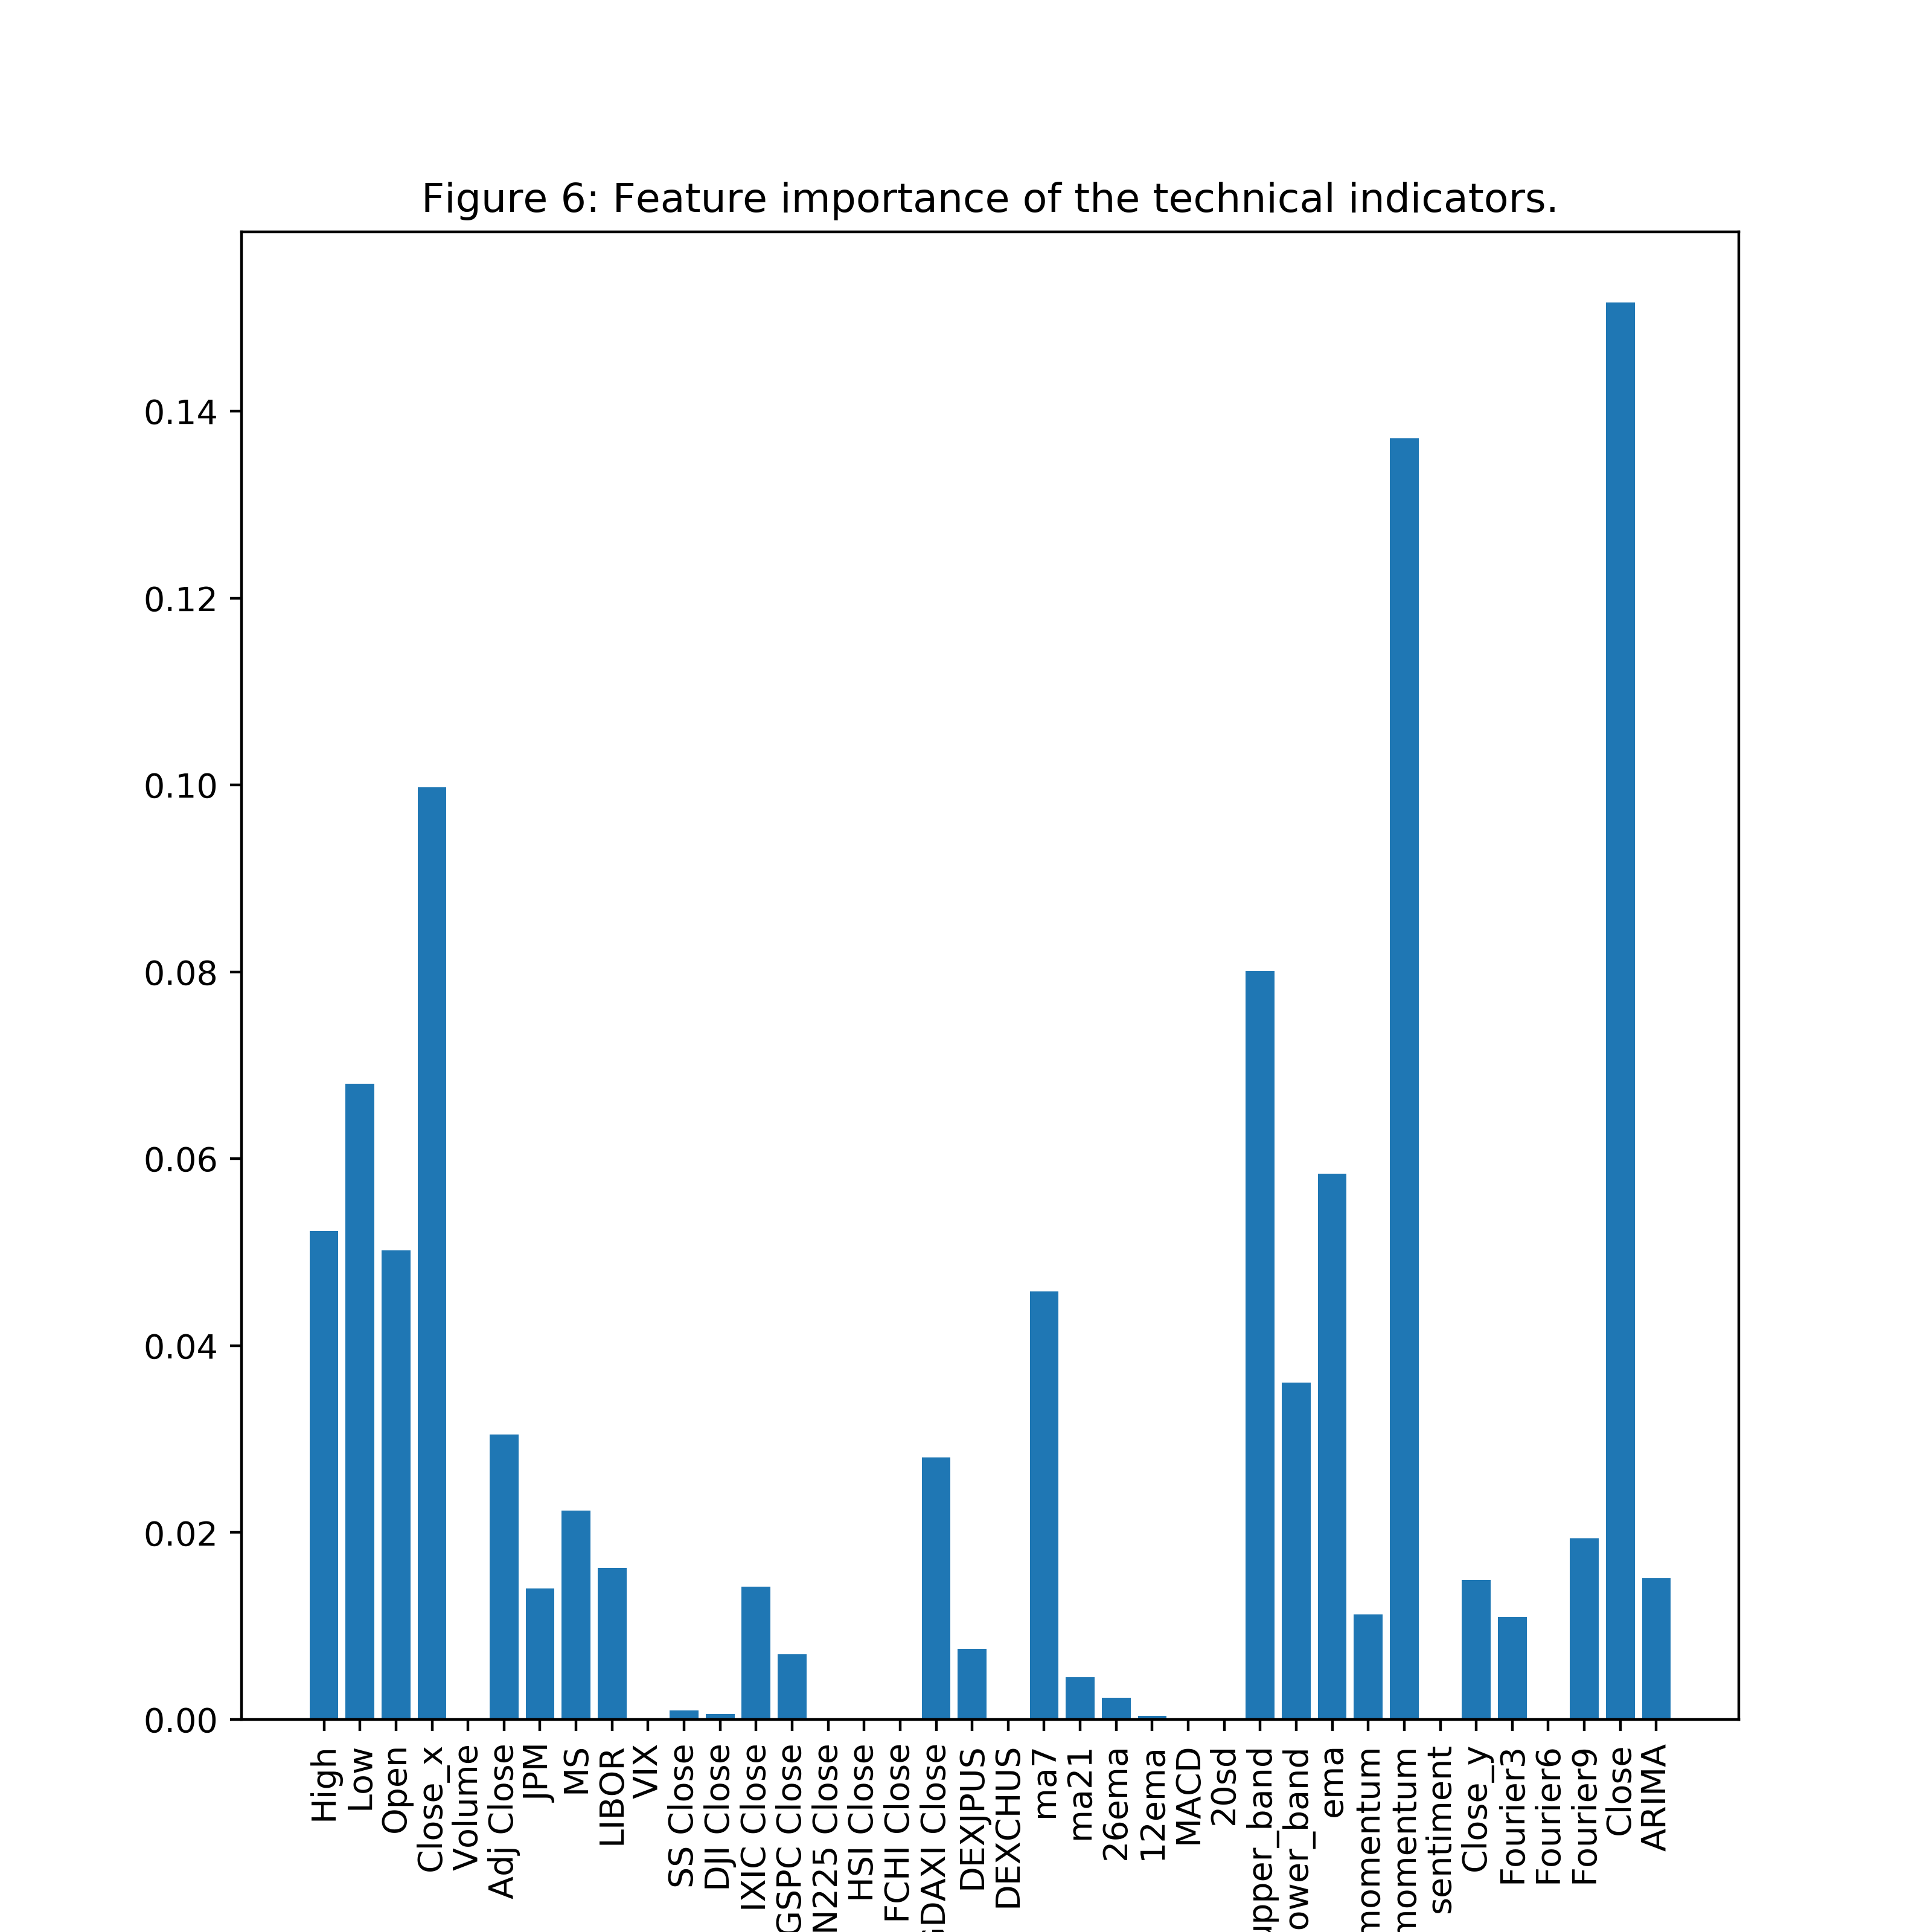 Figure 6: Feature importance of the technical indicators.
0.14
0.12
0.10
0.08
0.06
0.04
0.02
0.00
High
Low
Open
Close_x
Volume
Adj Close
JPM
MS
LIBOR
VIX
SS Close
DJI Close
IXIC Close
GSPC Close
N225 Close
HSI Close
FCHI Close
GDAXI Close
DEXJPUS
DEXCHUS
ma7
ma21
26ema
12ema
MACD
20sd
pper_band
ower_band
ema
momentum
momentum
sentiment
Close_y
Fourier3
Fourier6
Fourier9
Close
ARIMA